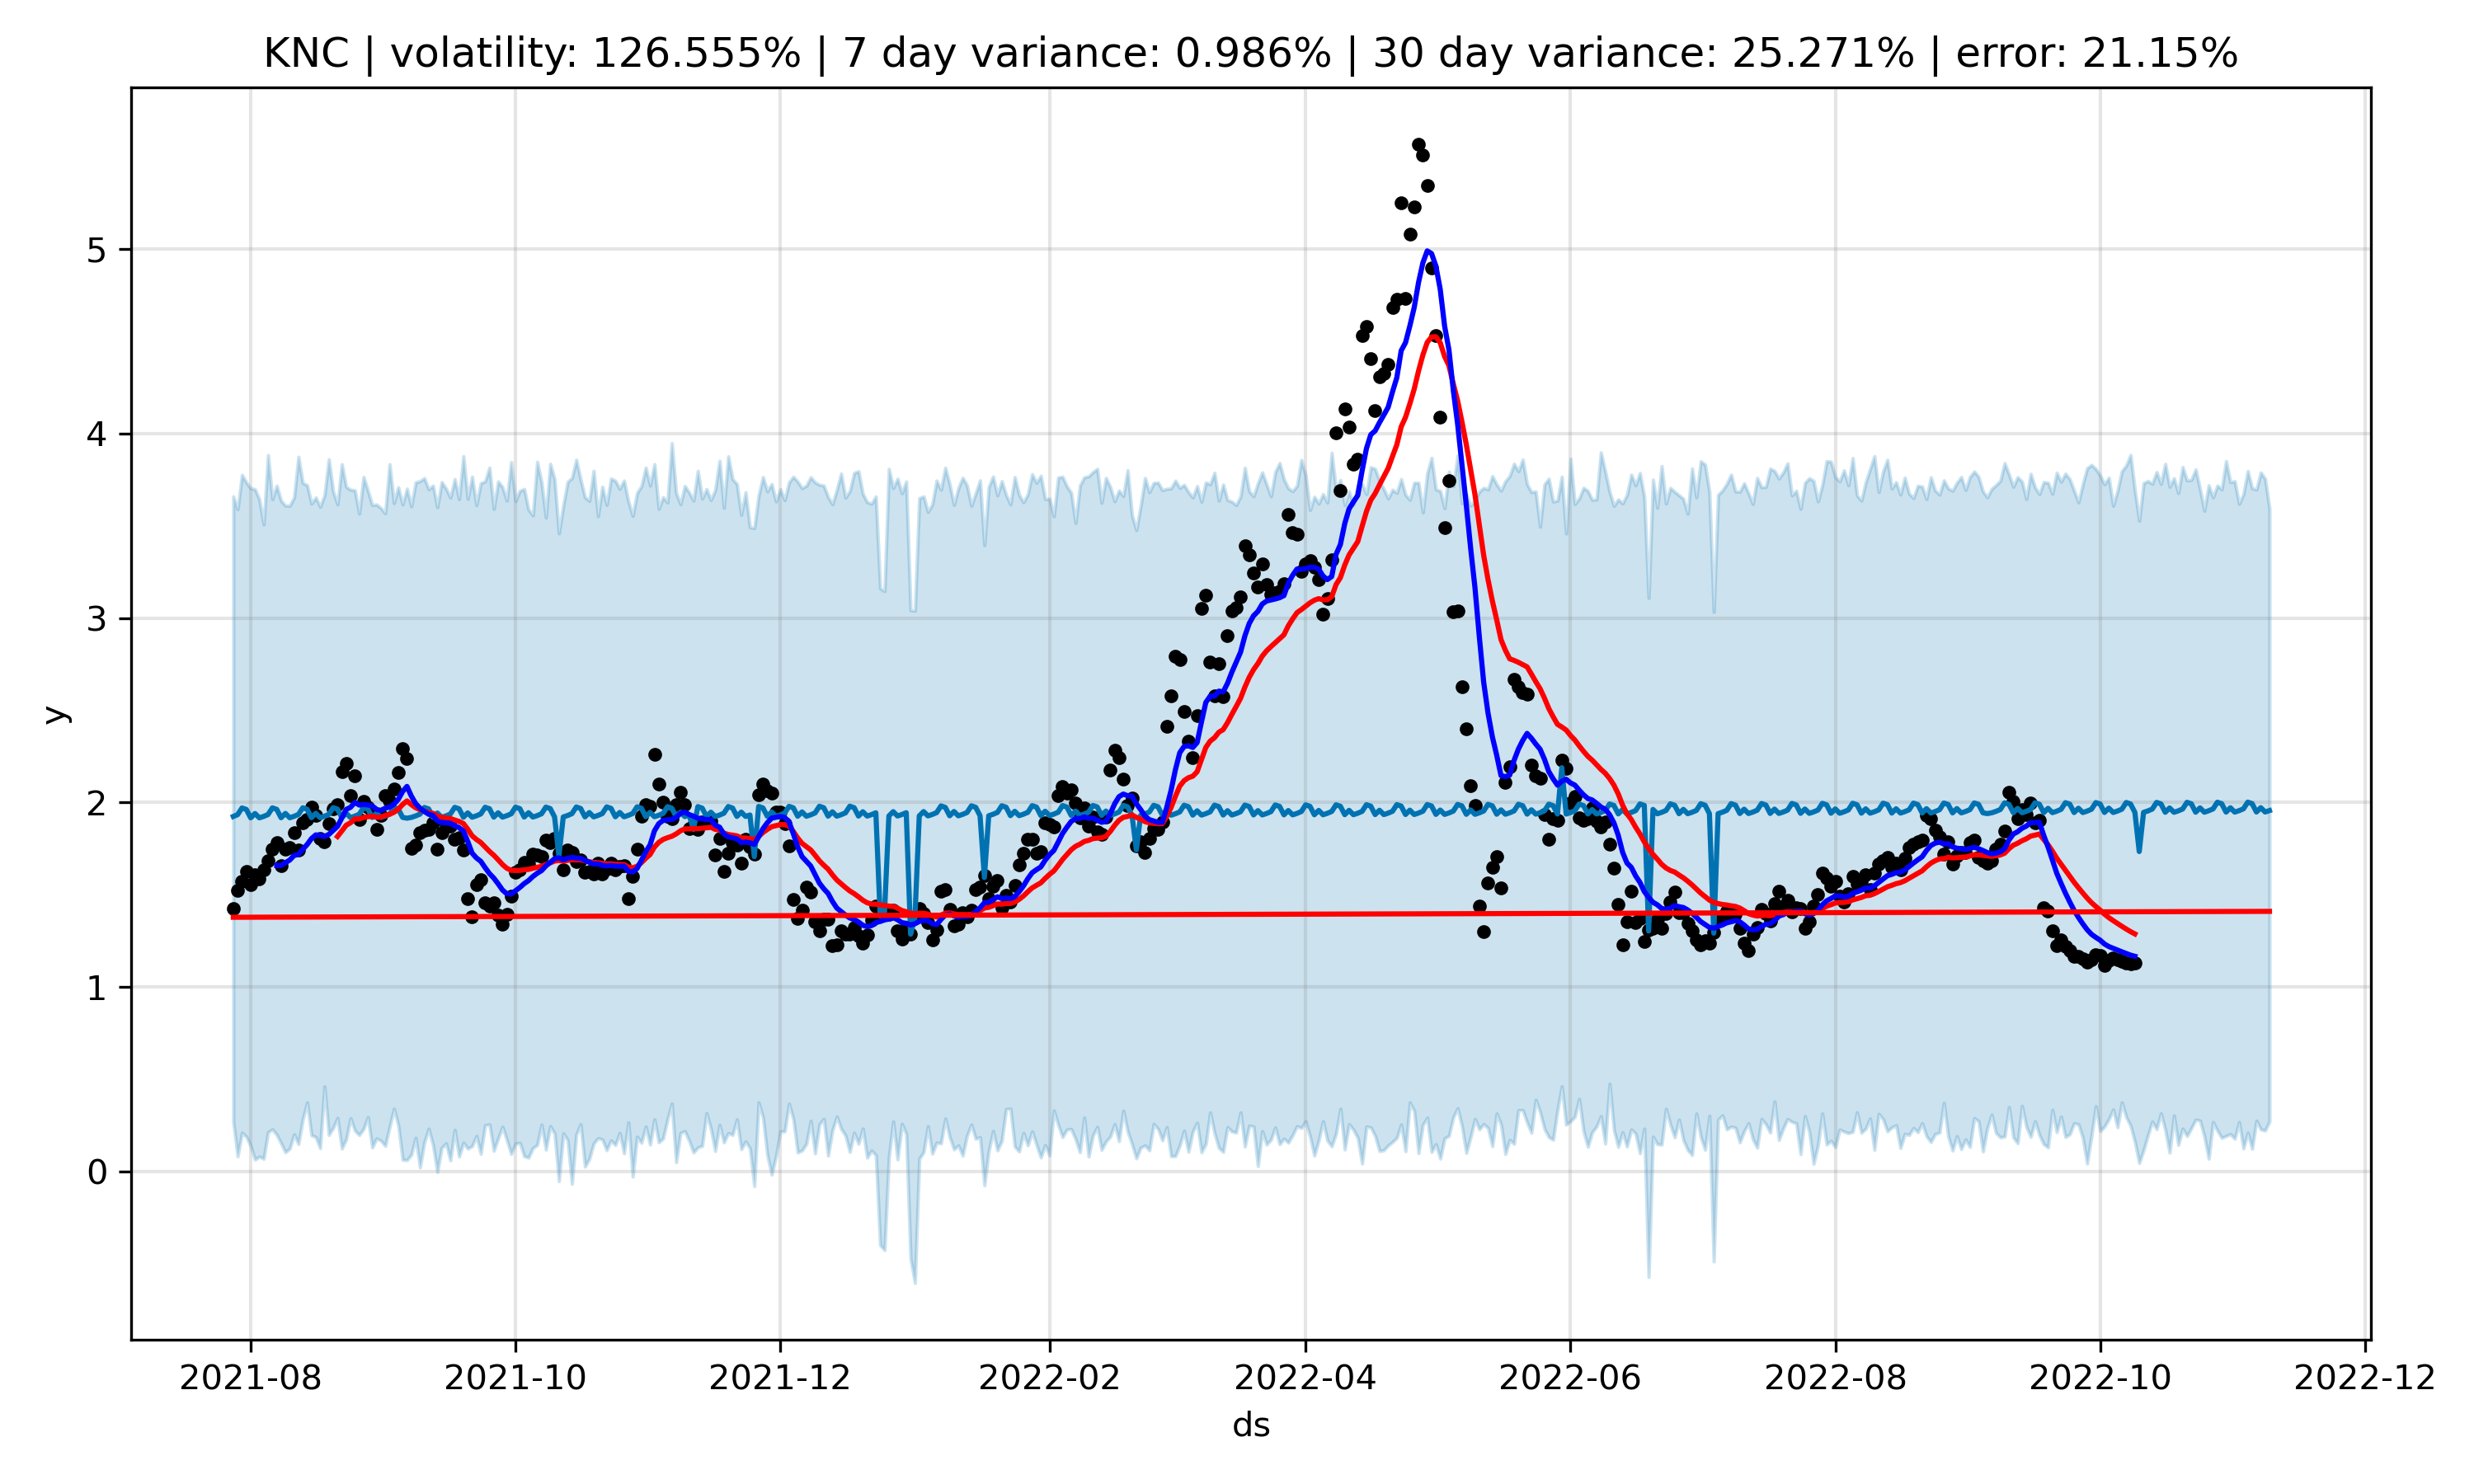 KNC | volatility: 126.555% | 7 day variance: 0.986% | 30 day variance: 25.271% | error: 21.15%
5
4
3
2
1
0
y
2021-08 2021-10 2021-12 2022-02 2022-04 2022-06 2022-08 2022-10 2022-12
ds